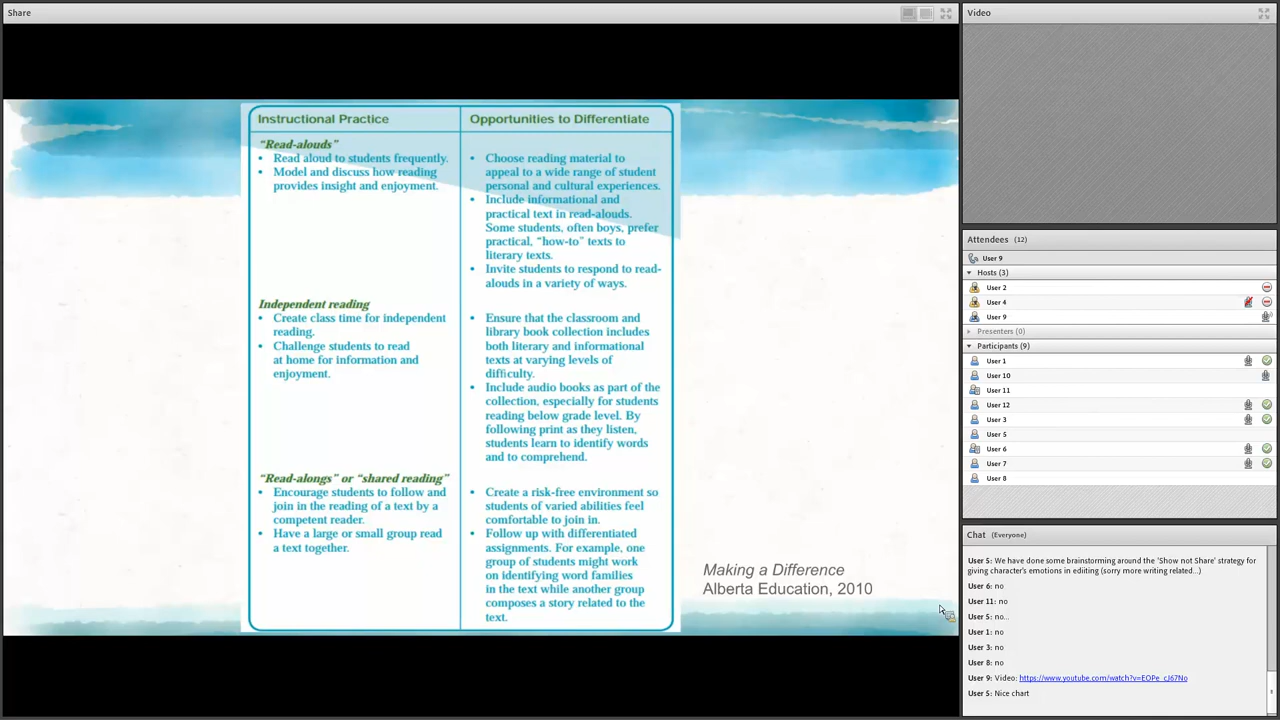 Share
Instructional Practice
Opportunities to Differentiate
"Read-alouds"
• Read aloud to students frequently.
• Model and discuss how reading
provides insight and enjoyment.
• Choose reading material to
appeal to a wide range of student
personal and cultural experiences.
• Include informational and
practical text in read-alouds.
Some students, often boys, prefer
practical, "how-to" texts to
literary texts.
• Invite students to respond to read-
alouds in a variety of ways.
Independent reading
• Create class time for independent
reading.
• Challenge students to read
at home for information and
enjoyment.
• Ensure that the classroom and
library book collection includes
both literary and informational
texts at varying levels of
difficulty.
• Include audio books as part of the
collection, especially for students
reading below grade level. By
following print as they listen,
students learn to identify words
and to comprehend.
"Read-alongs" or "shared reading"
• Encourage students to follow and
join in the reading of a text by a
competent reader.
• Have a large or small group read
a text together.
• Create a risk-free environment so
students of varied abilities feel
comfortable to join in.
• Follow up with differentiated
assignments. For example, one
group of students might work
on identifying word families
in the text while another group
composes a story related to the
text.
Making a Difference
Alberta Education, 2010
Video
Attendees (12)
User 9
Hosts (3)
User 2
User 4
User 9
Presenters (0)
Participants (9)
User 1
User 10
User 11
User 12
User 3
User 5
User 6
User 7
User 8
Chat (Everyone)
User 5: We have done some brainstorming around the 'Show not Share' strategy for
giving character's emotions in ediiting (sorry more writing related...)
User 6: no
User 11: no
User 5: no...
User 1: no
User 3: no
User 8: no
User 9: Video: https://www.youtube.com/watch?v=EOPe_cJ67No
User 5: Nice chart